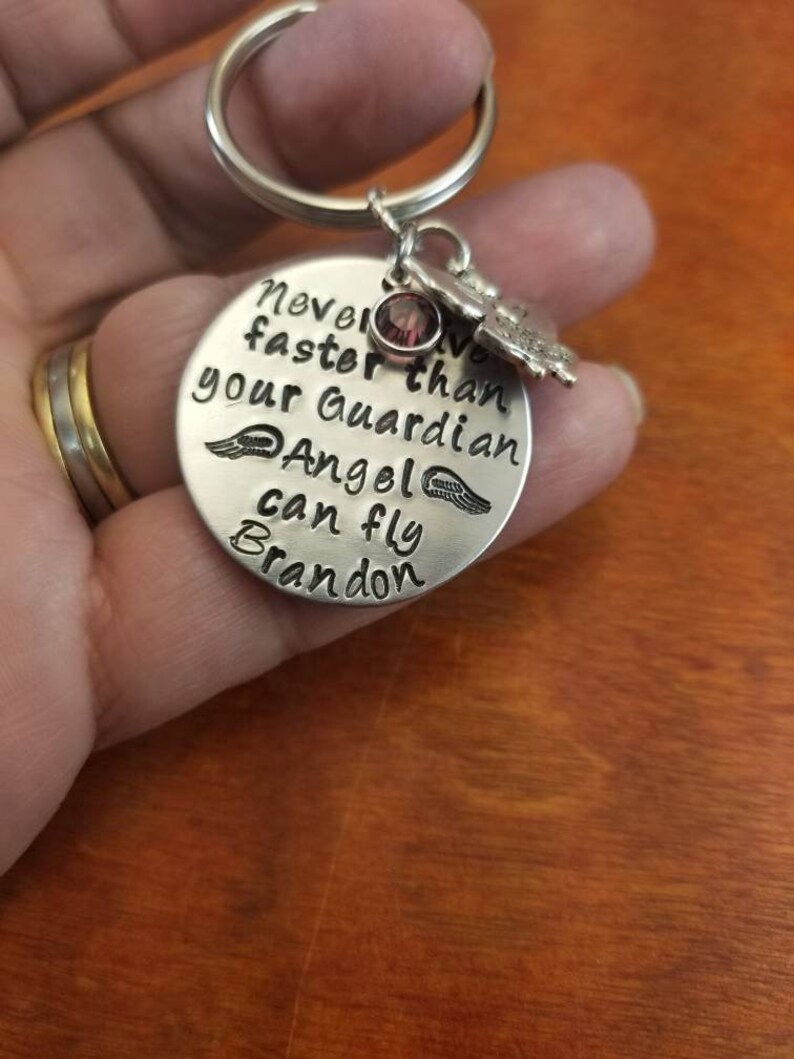 Never
faster than
your Guardian
Angel
can fly
Brandon